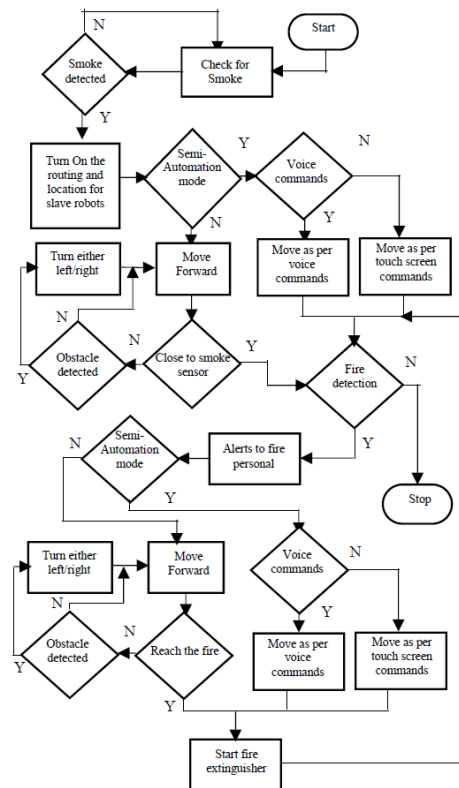 N
Start
Smoke
detected
Check for
Smoke
Y
Turn On the
routing and
location for
slave robots
Semi-
Automation
mode
Y
Voice
commands
N
N
Y
Turn either
left/right
Move
Forward
Move as per
voice
commands
Move as per
touch screen
commands
N
Obstacle
detected
N
Close to smoke
sensor
Y
Fire
detection
N
Y
Y
N
Semi-
Automation
mode
Alerts to fire
personal
Y
Stop
Turn either
left/right
Move
Forward
Voice
commands
N
N
Obstacle
detected
N
Reach the fire
Y
Y
Move as per
voice
commands
Move as per
touch screen
commands
Y
Start fire
extinguisher